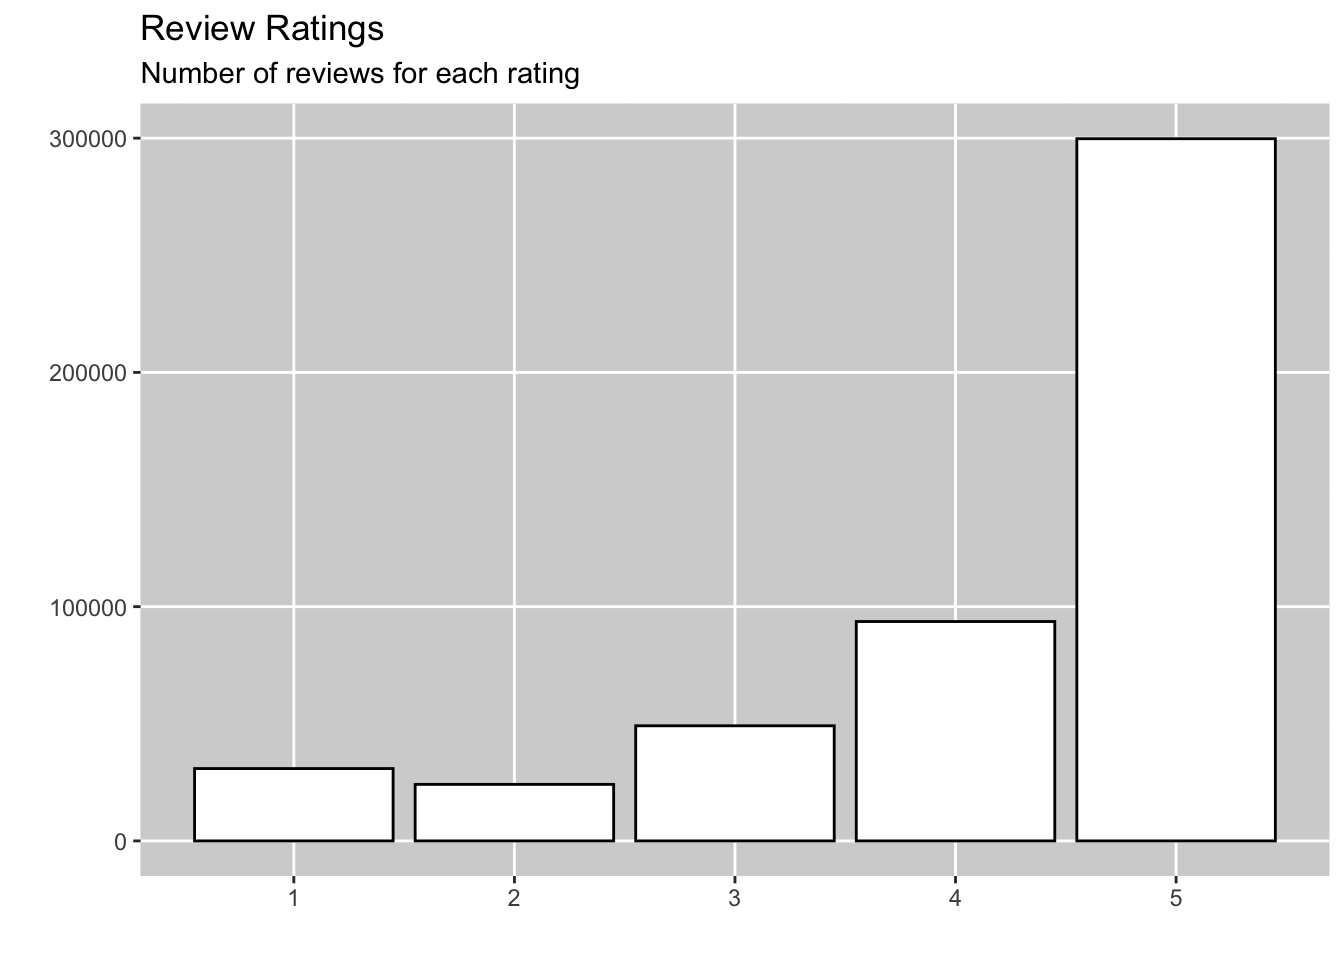 Review Ratings
Number of reviews for each rating
300000
200000
100000
0
1 2 3 4 5